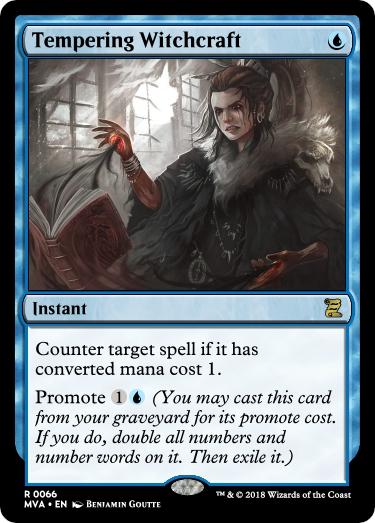 Tempering Witchcraft
Instant
Counter target spell if it has
converted mana cost 1.
Promote 1 (You may cast this card
from your graveyard for its promote cost.
If you do, double all numbers and
number words on it. Then exile it.)
R 0066
MVA • EN Benjamin Goutte
™ & © 2018 Wizards of the Coast